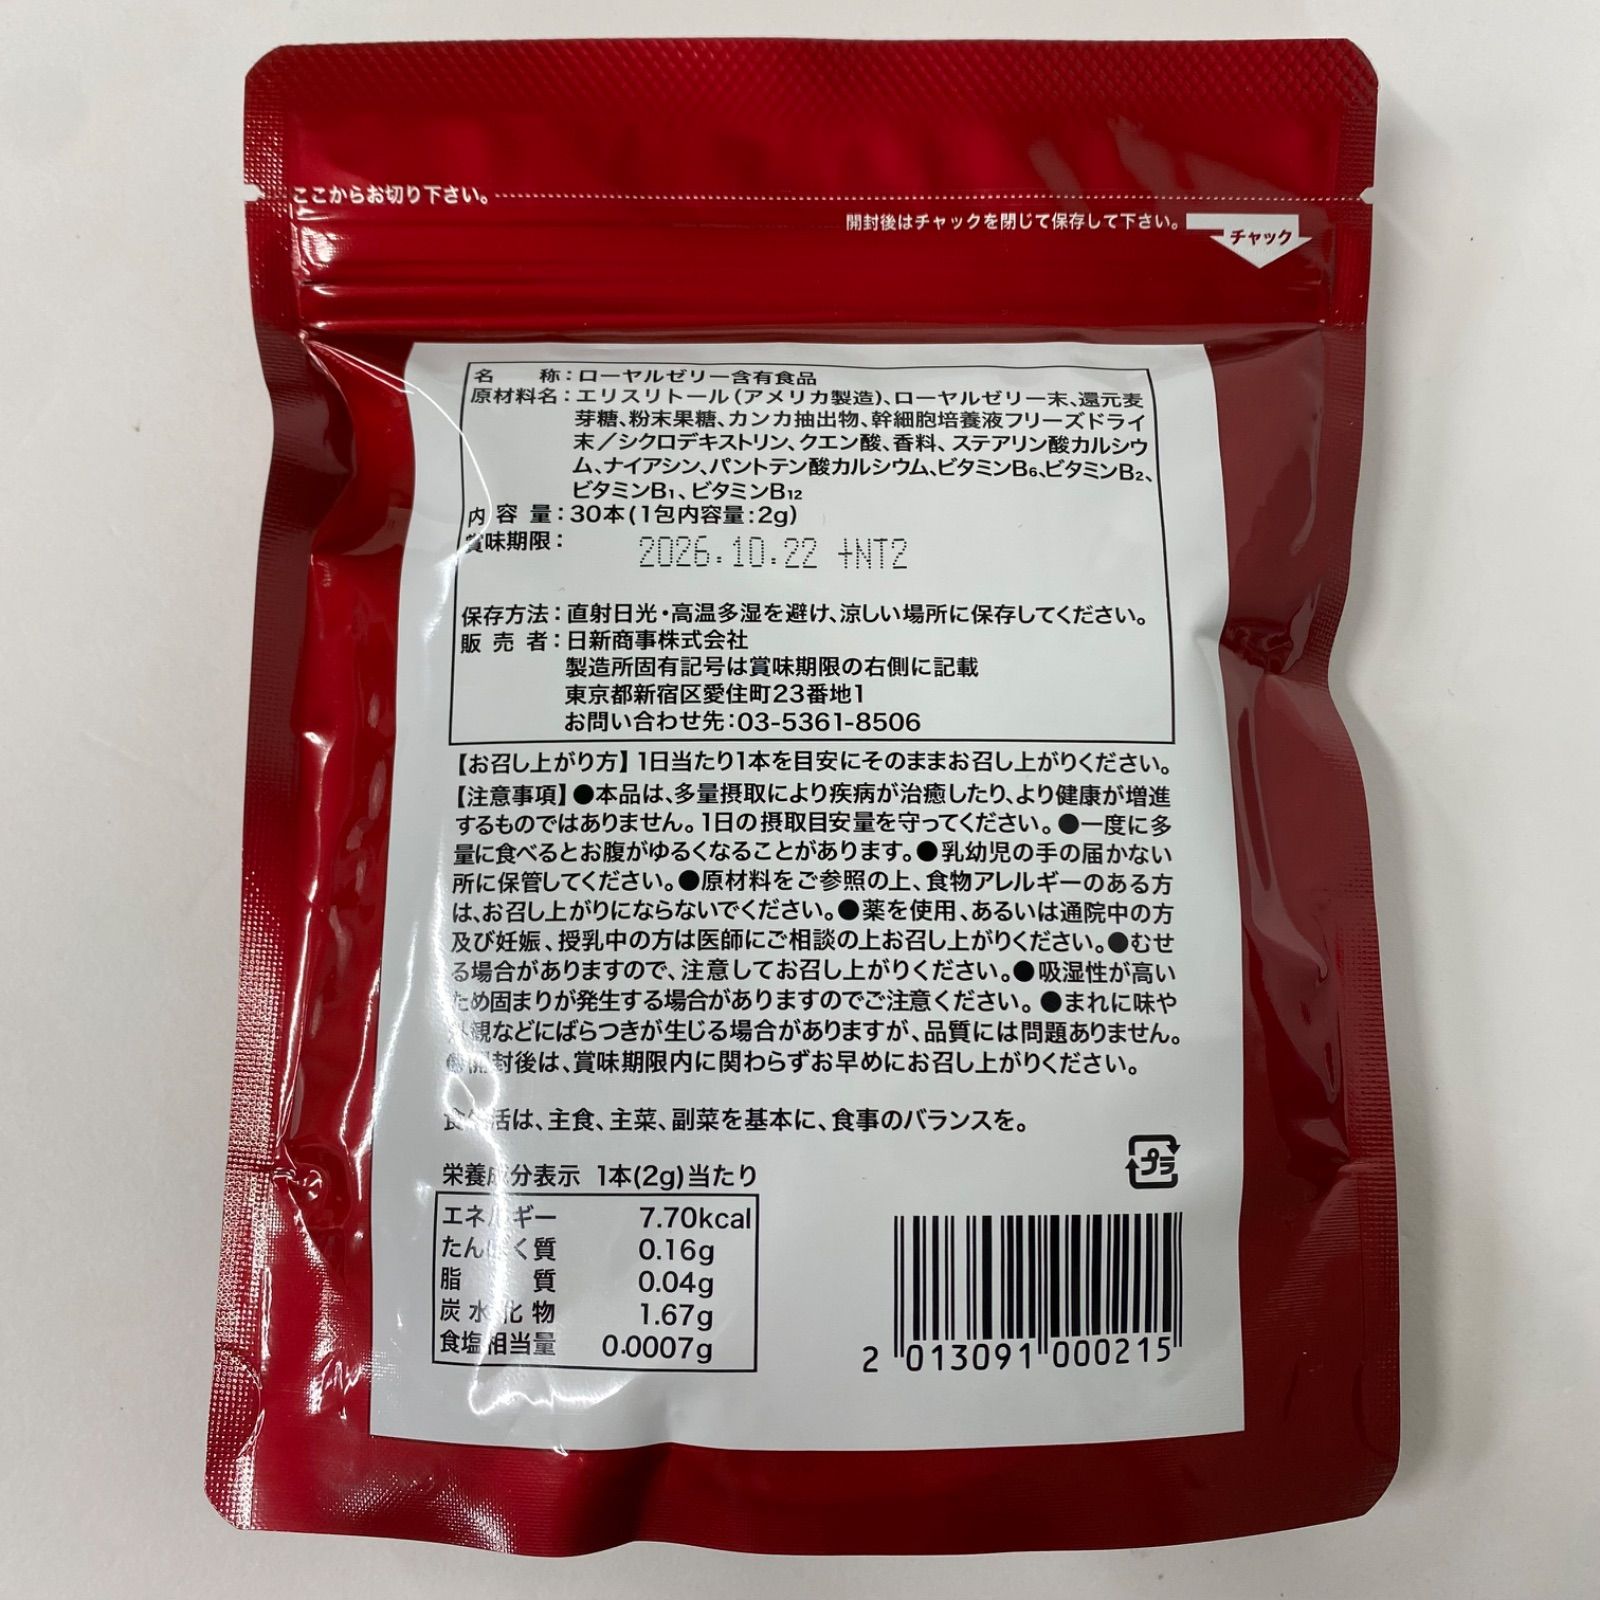 ここからお切り下さい。
開封後はチャックを閉じて保存して下さい。
チャック
名　称：ローヤルゼリー含有食品
原材料名：エリスリトール（アメリカ製造）、ローヤルゼリー末、還元麦
芽糖、粉末果糖、カンカ抽出物、幹細胞培養液フリーズドライ
末／シクロデキストリン、クエン酸、香料、ステアリン酸カルシウ
ム、ナイアシン、パントテン酸カルシウム、ビタミンB₆、ビタミンB₂、
ビタミンB₁、ビタミンB₁₂
内 容 量：30本(1包内容量：2g)
賞味期限：
2026.10.22 +NT2
保存方法：直射日光・高温多湿を避け、涼しい場所に保存してください。
販 売 者：日新商事株式会社
製造所固有記号は賞味期限の右側に記載
東京都新宿区愛住町23番地1
お問い合わせ先：03-5361-8506
【お召し上がり方】1日当たり1本を目安にそのままお召し上がりください。
【注意事項】●本品は、多量摂取により疾病が治癒したり、より健康が増進
するものではありません。1日の摂取目安量を守ってください。●一度に多
量に食べるとお腹がゆるくなることがあります。●乳幼児の手の届かない
所に保管してください。●原材料をご参照の上、食物アレルギーのある方
は、お召し上がりにならないでください。●薬を使用、あるいは通院中の方
及び妊娠、授乳中の方は医師にご相談の上お召し上がりください。●むせ
る場合がありますので、注意してお召し上がりください。●吸湿性が高い
ため固まりが発生する場合がありますのでご注意ください。●まれに味や
観などにばらつきが生じる場合がありますが、品質には問題ありません。
●開封後は、賞味期限内に関わらずお早めにお召し上がりください。
食生活は、主食、主菜、副菜を基本に、食事のバランスを。
プラ
栄養成分表示 1本(2g)当たり
エネルギー 7.70kcal
たんぱく質 0.16g
脂　質 0.04g
炭水化物 1.67g
食塩相当量 0.0007g
2 013091 000215